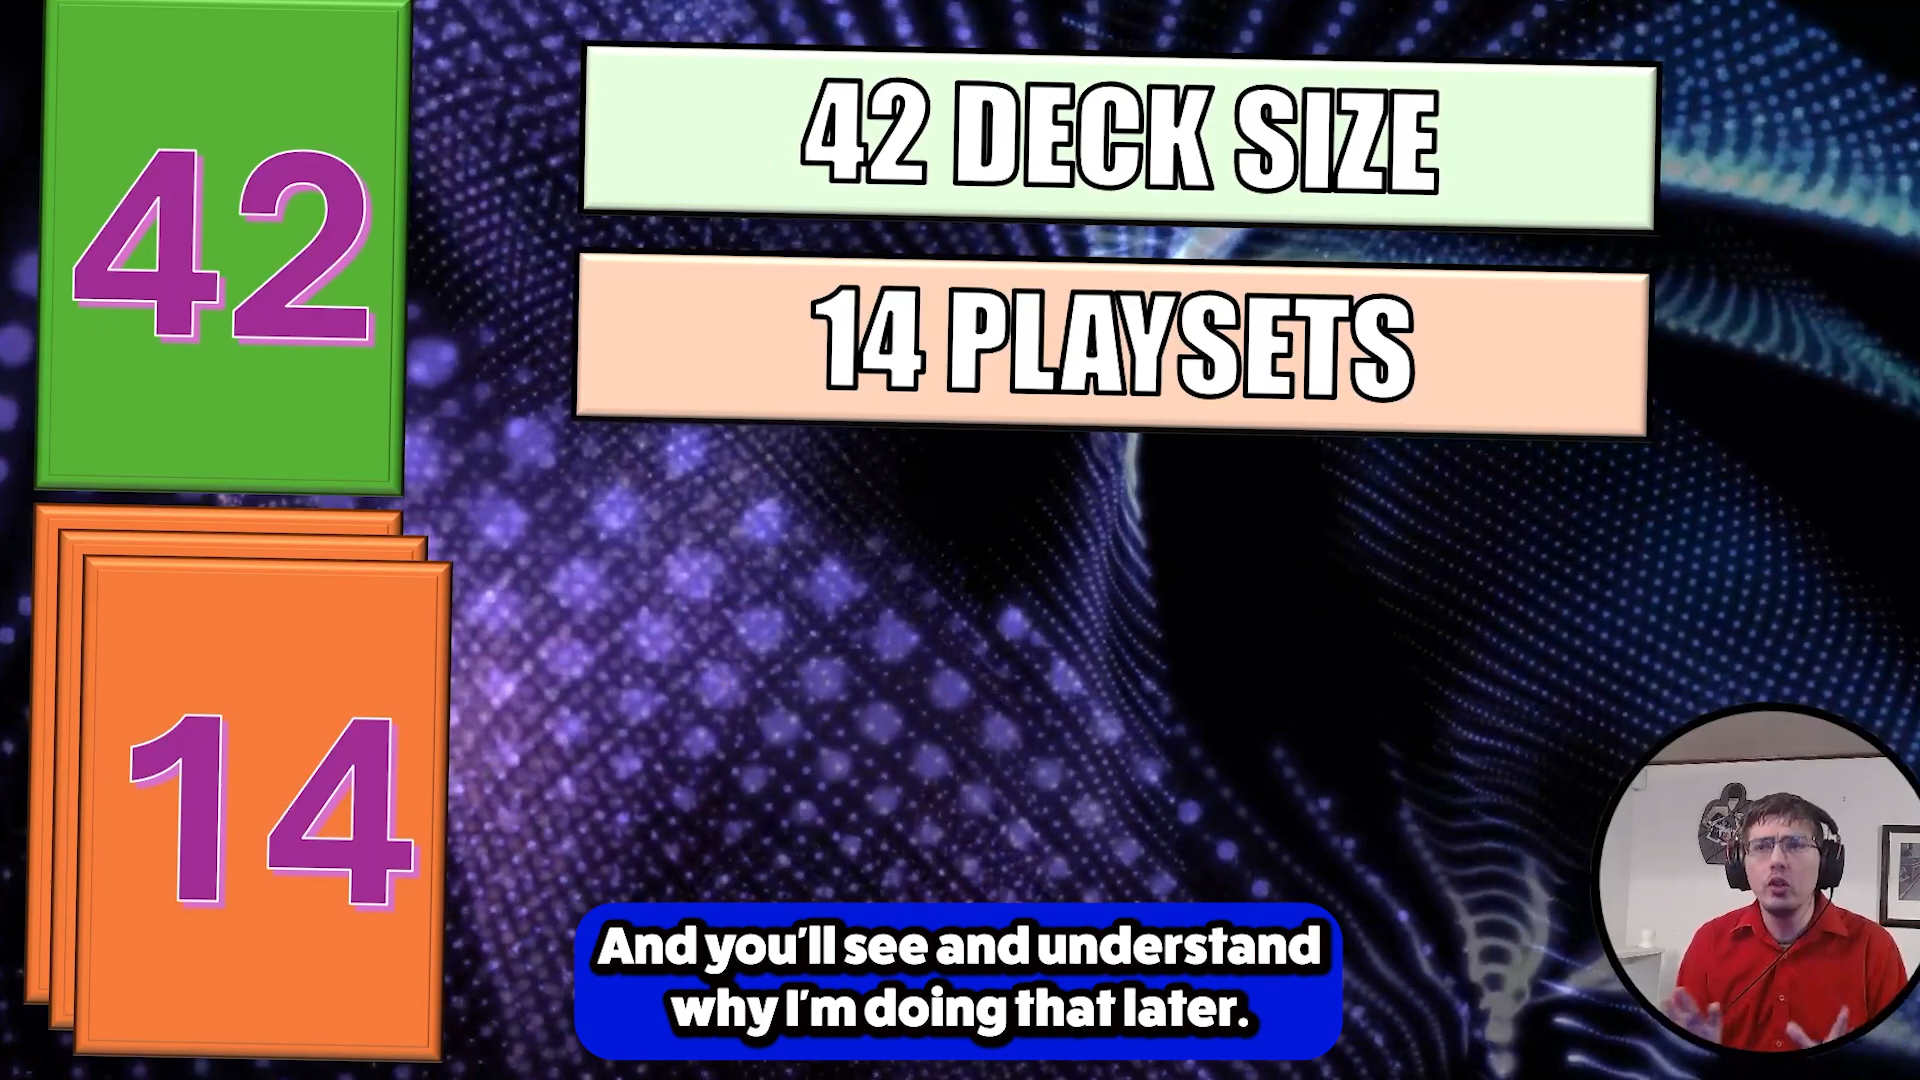 42
42 DECK SIZE
14 PLAYSETS
14
And you'll see and understand
why I'm doing that later.